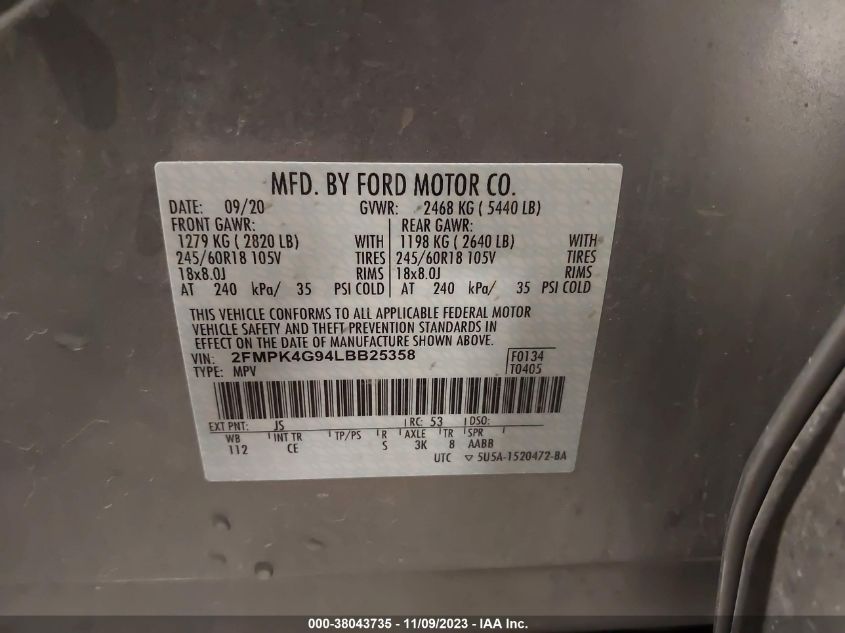 MFD. BY FORD MOTOR CO.
DATE: 09/20 GVWR: 2468 KG ( 5440 LB)
FRONT GAWR: REAR GAWR:
1279 KG ( 2820 LB) WITH 1198 KG ( 2640 LB) WITH
245/60R18 105V TIRES 245/60R18 105V TIRES
18x8.0J RIMS 18x8.0J RIMS
AT 240 kPa/ 35 PSI COLD AT 240 kPa/ 35 PSI COLD
THIS VEHICLE CONFORMS TO ALL APPLICABLE FEDERAL MOTOR
VEHICLE SAFETY AND THEFT PREVENTION STANDARDS IN
EFFECT ON THE DATE OF MANUFACTURE SHOWN ABOVE.
VIN: 2FMPK4G94LBB25358 F0134
TYPE: MPV T0405
EXT PNT: JS RC: 53 DSO:
WB INT TR TP/PS R AXLE TR SPR
112 CE S 3K 8 AABB
UTC ▽ 5U5A-1520472-BA
000-38043735 - 11/09/2023 - IAA Inc.